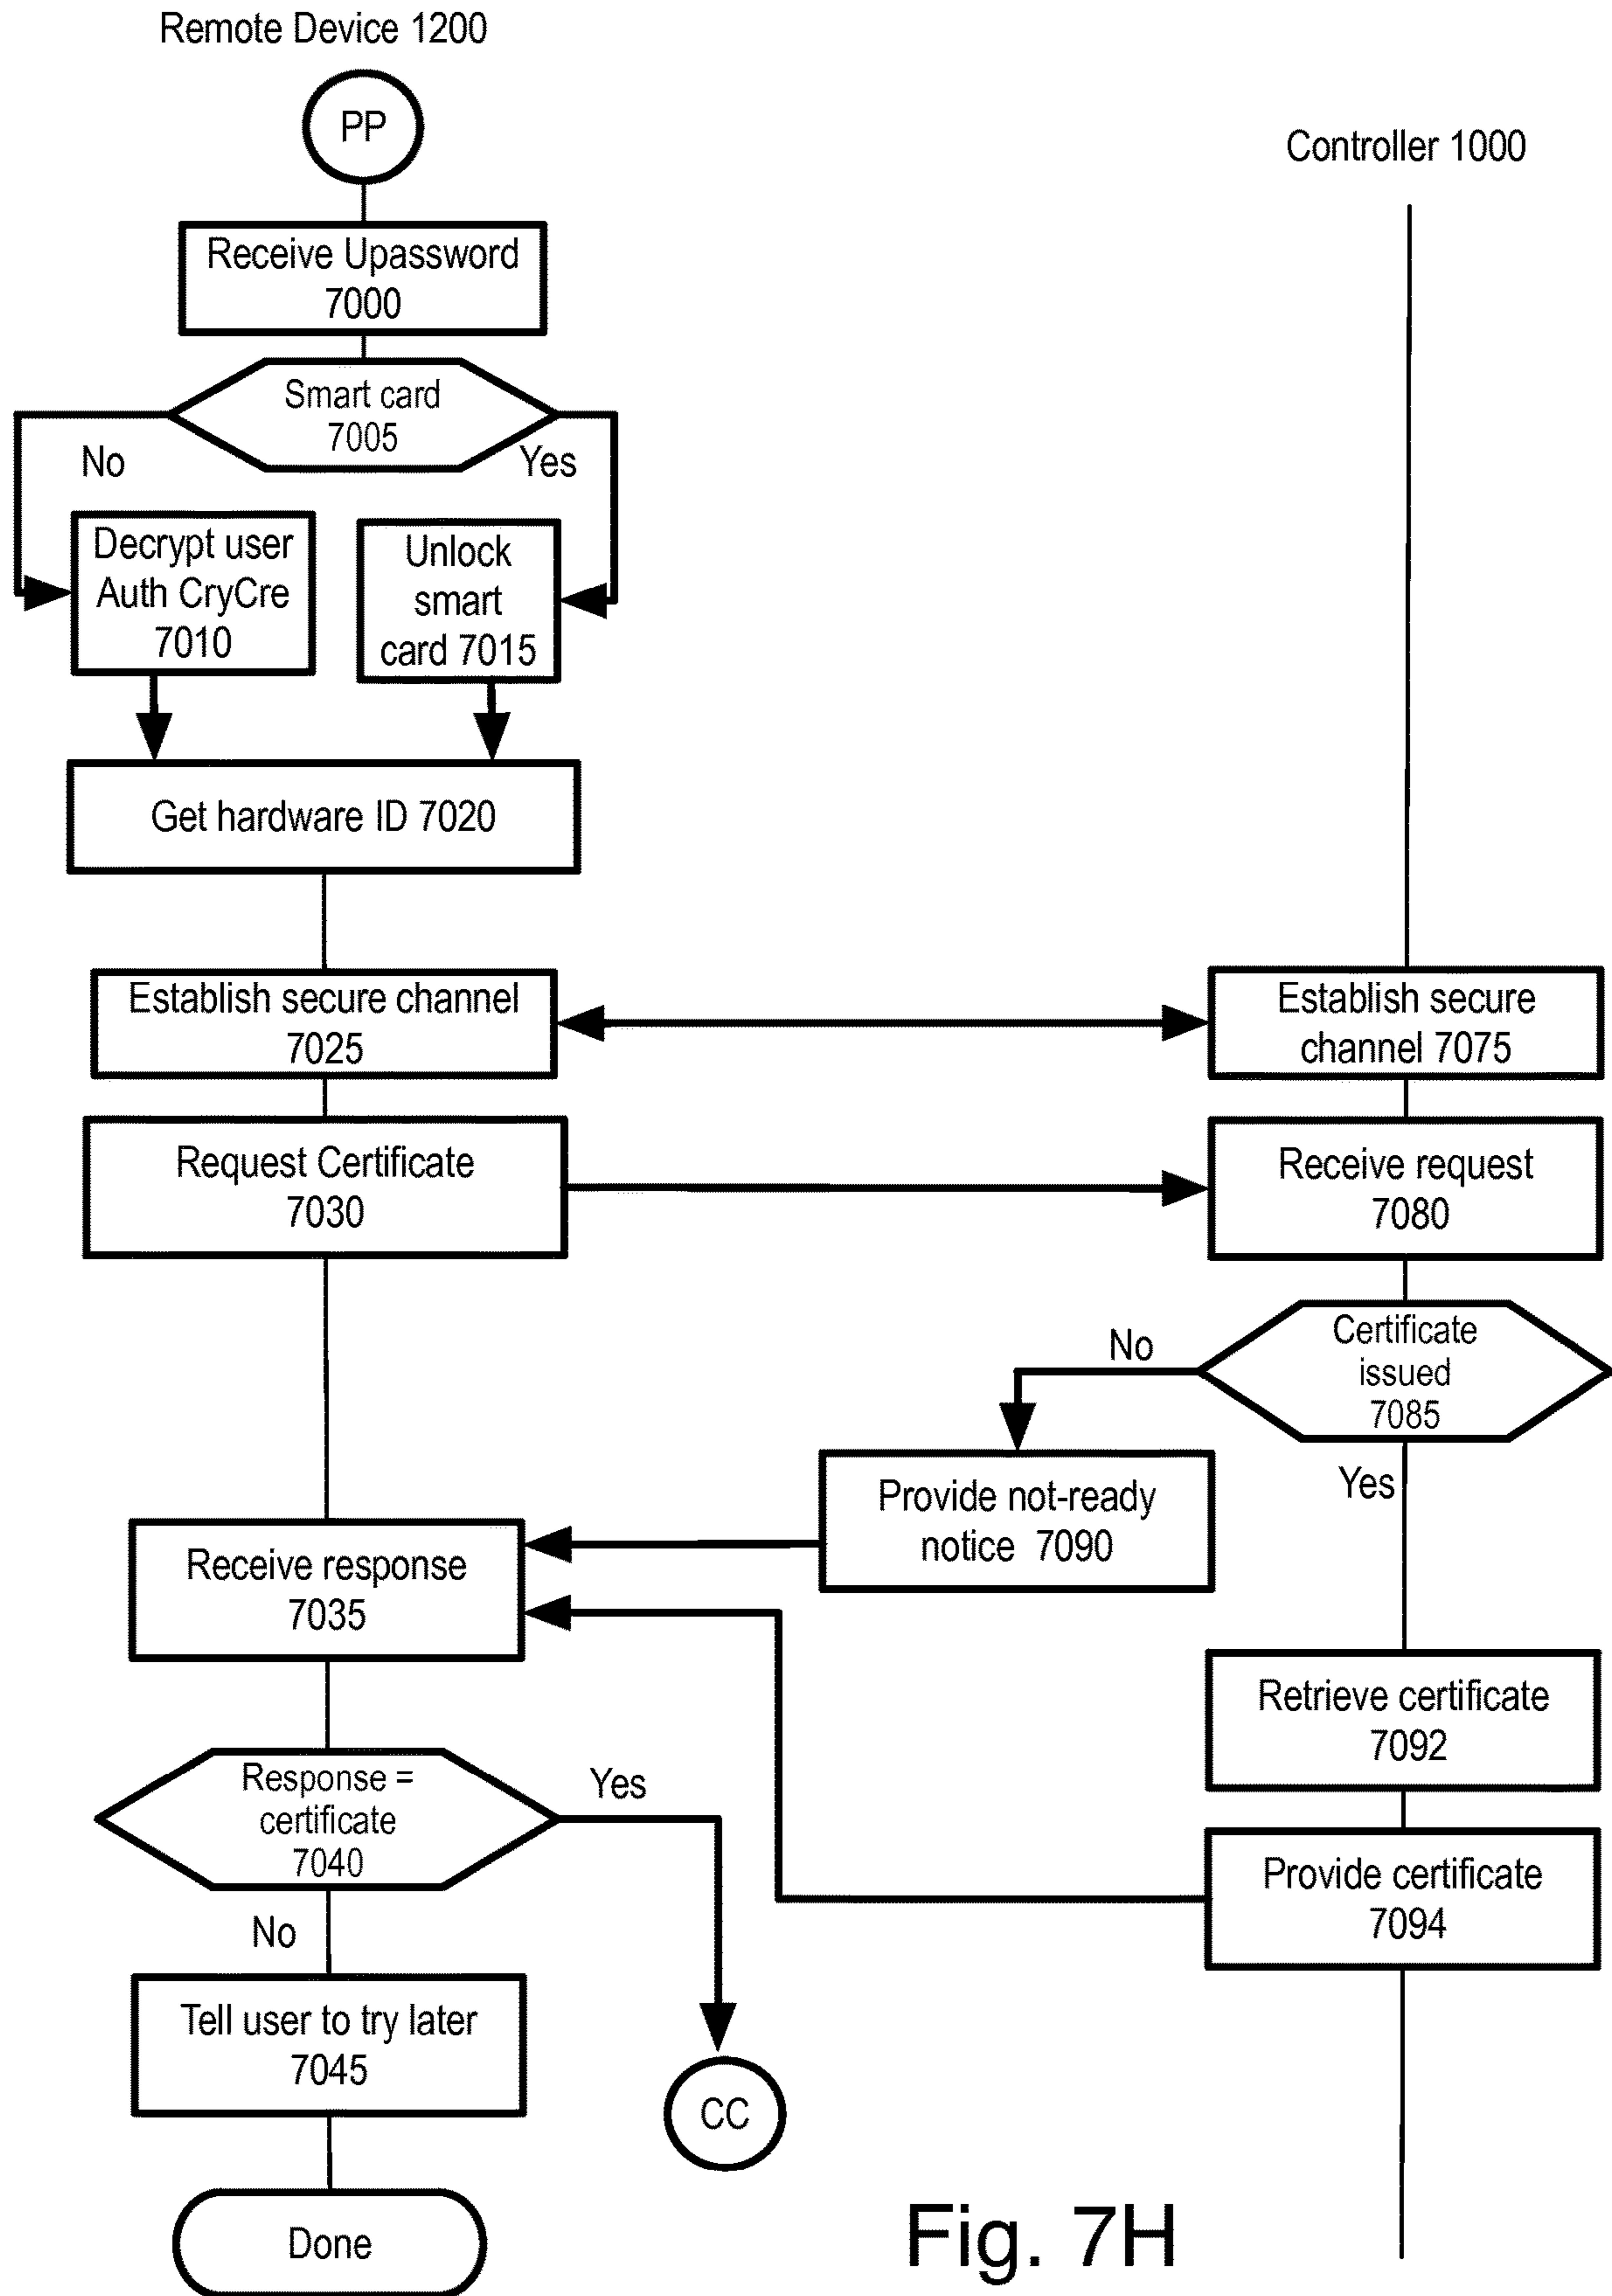 Remote Device 1200
PP
Controller 1000
Receive Upassword
7000
Smart card
7005
No
Yes
Decrypt user
Auth CryCre
7010
Unlock
smart
card 7015
Get hardware ID 7020
Establish secure channel
7025
Establish secure
channel 7075
Request Certificate
7030
Receive request
7080
Certificate
issued
7085
No
Yes
Provide not-ready
notice 7090
Receive response
7035
Retrieve certificate
7092
Response =
certificate
7040
Yes
No
Provide certificate
7094
Tell user to try later
7045
CC
Done
Fig. 7H